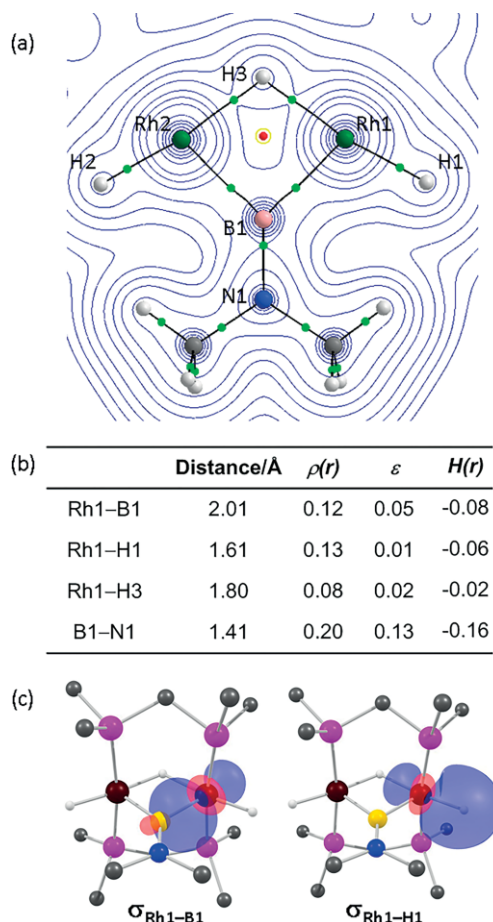 (a)
H3
Rh2 Rh1
H2 H1
B1
N1
(b)
Distance/Å ρ(r) ε H(r)
Rh1–B1 2.01 0.12 0.05 -0.08
Rh1–H1 1.61 0.13 0.01 -0.06
Rh1–H3 1.80 0.08 0.02 -0.02
B1–N1 1.41 0.20 0.13 -0.16
(c)
σRh1–B1 σRh1–H1